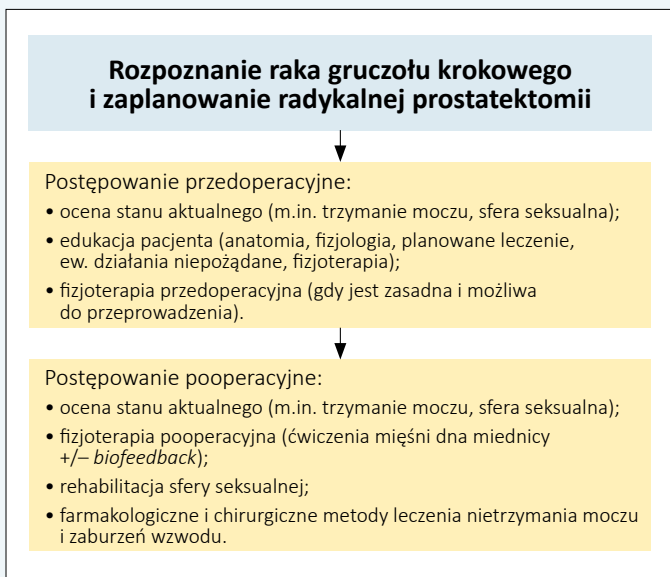 Rozpoznanie raka gruczołu krokowego
i zaplanowanie radykalnej prostatektomii
Postępowanie przedoperacyjne:
• ocena stanu aktualnego (m.in. trzymanie moczu, sfera seksualna);
• edukacja pacjenta (anatomia, fizjologia, planowane leczenie,
ew. działania niepożądane, fizjoterapia);
• fizjoterapia przedoperacyjna (gdy jest zasadna i możliwa
do przeprowadzenia).
Postępowanie pooperacyjne:
• ocena stanu aktualnego (m.in. trzymanie moczu, sfera seksualna);
• fizjoterapia pooperacyjna (ćwiczenia mięśni dna miednicy
+/– biofeedback);
• rehabilitacja sfery seksualnej;
• farmakologiczne i chirurgiczne metody leczenia nietrzymania moczu
i zaburzeń wzwodu.